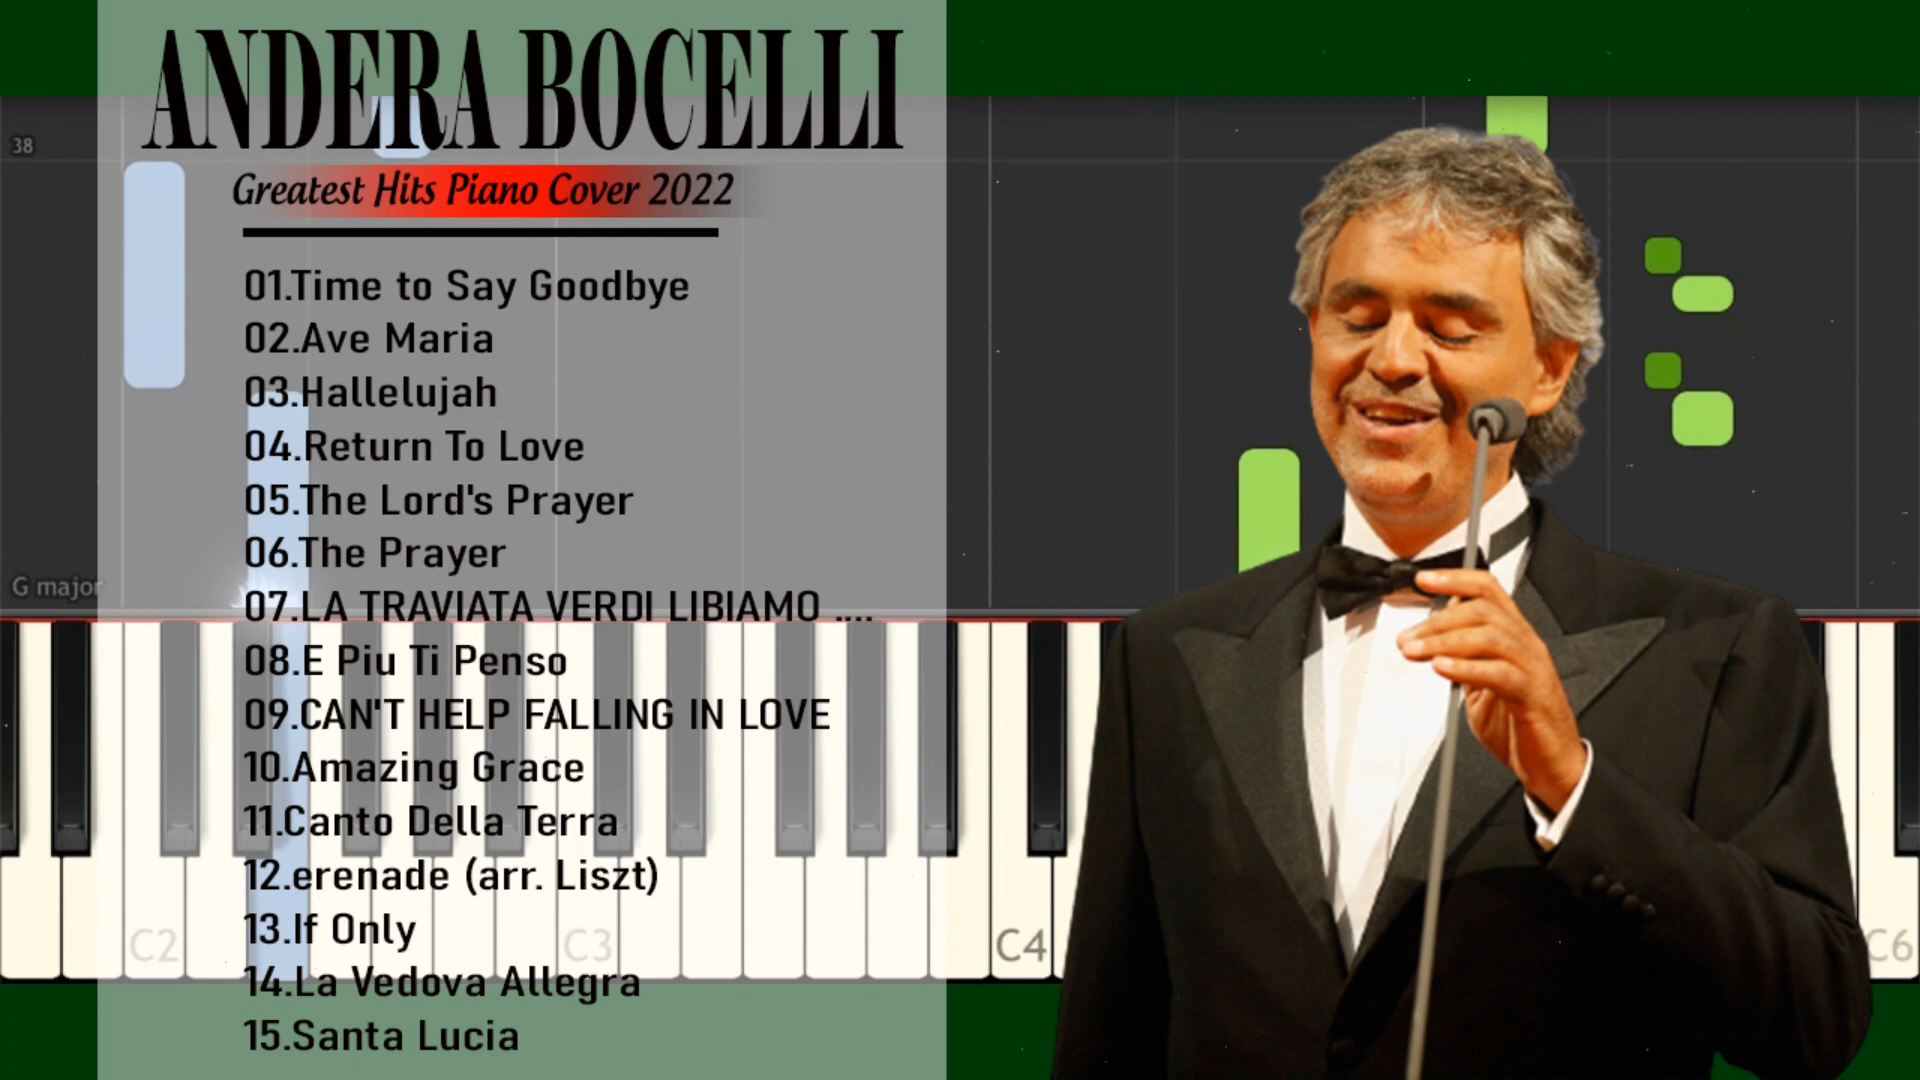 ANDERA BOCELLI
Greatest Hits Piano Cover 2022
38
01.Time to Say Goodbye
02.Ave Maria
03.Hallelujah
04.Return To Love
05.The Lord's Prayer
06.The Prayer
G major
07.LA TRAVIATA VERDI LIBIAMO ....
08.E Piu Ti Penso
09.CAN'T HELP FALLING IN LOVE
10.Amazing Grace
11.Canto Della Terra
12.erenade (arr. Liszt)
13.If Only
C2 C3 C4 C6
14.La Vedova Allegra
15.Santa Lucia